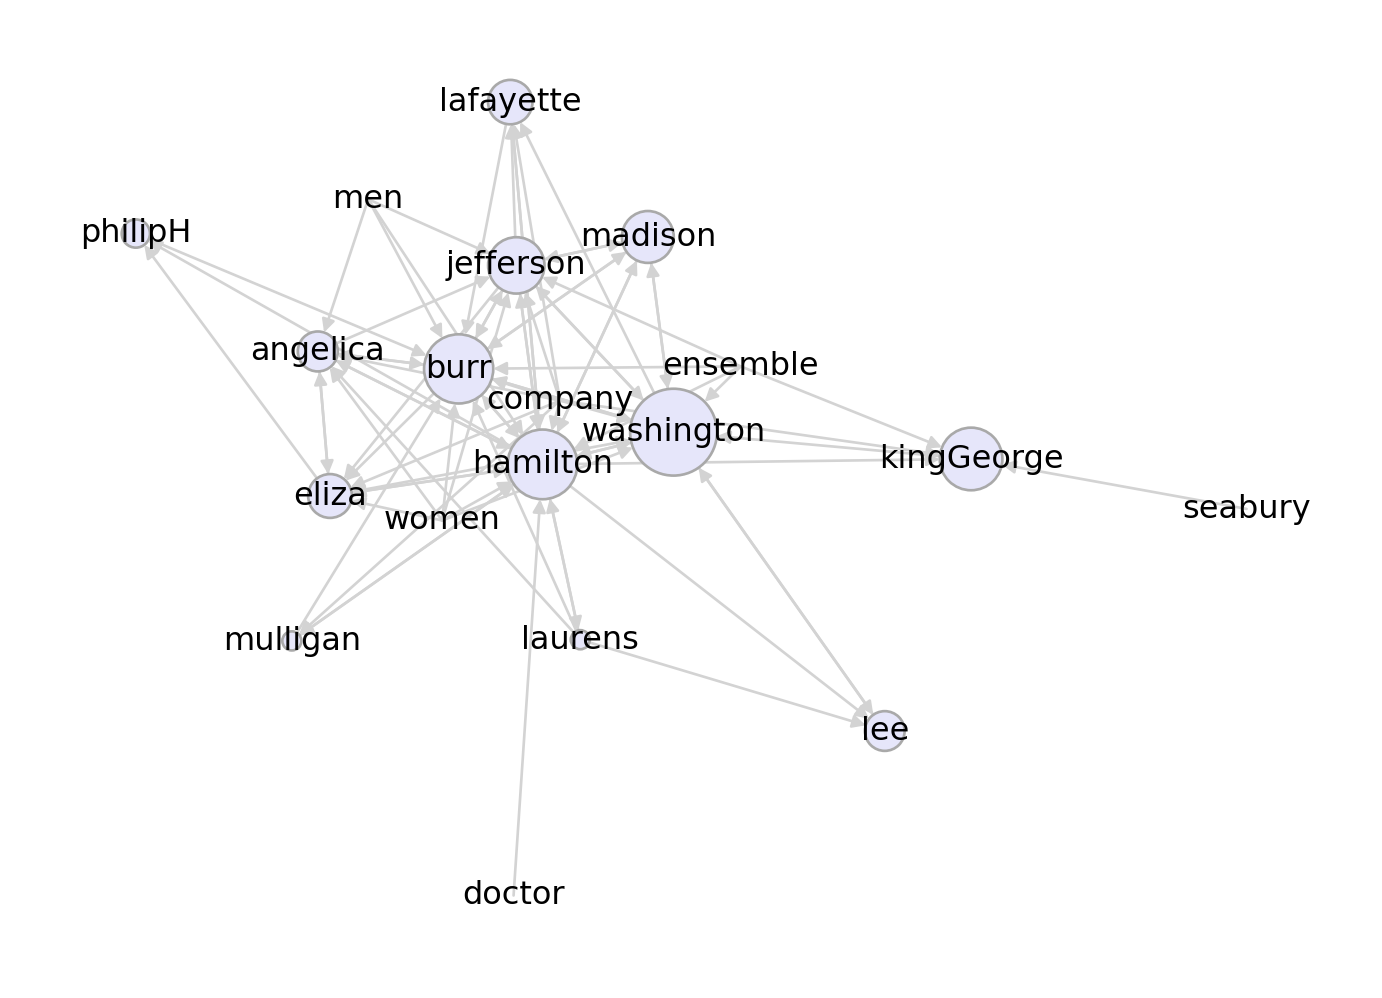 lafayette
men
philipH
madison
jefferson
angelica
ensemble
burr
company
washington
kingGeorge
hamilton
eliza
seabury
women
mulligan
laurens
lee
doctor